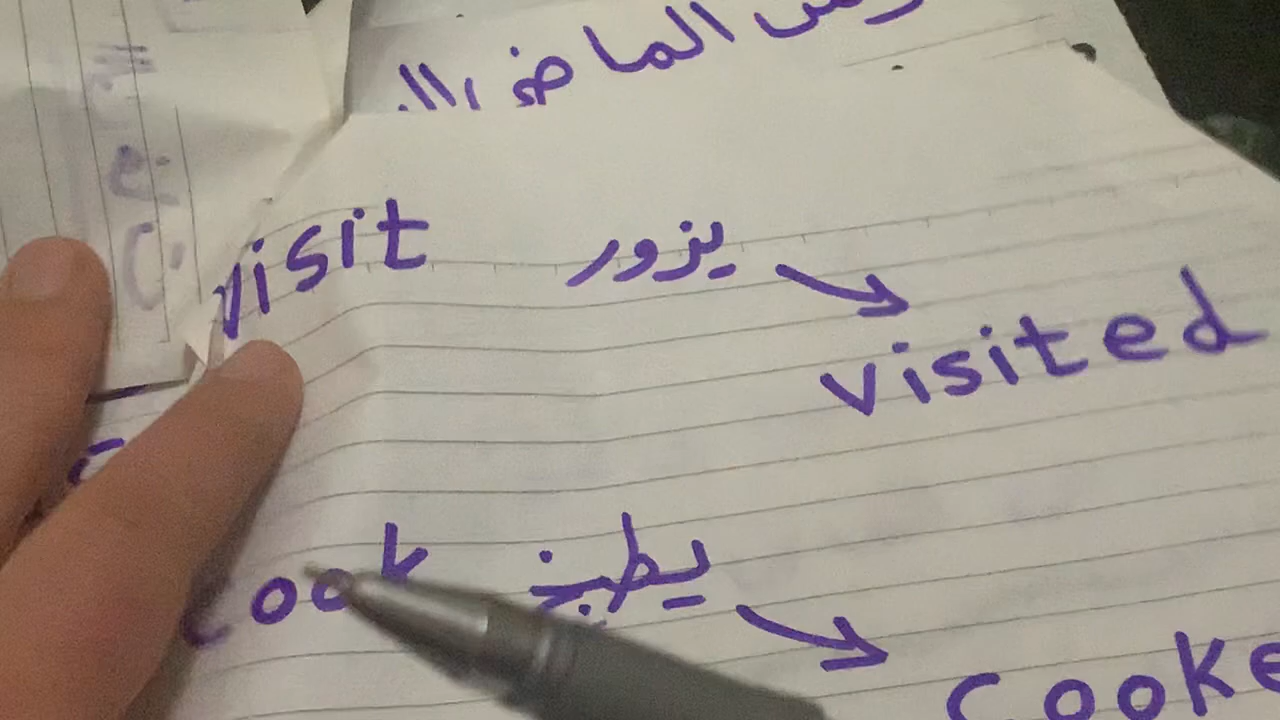 الماضي
visit يزور
visited
cook يطبخ
cooke